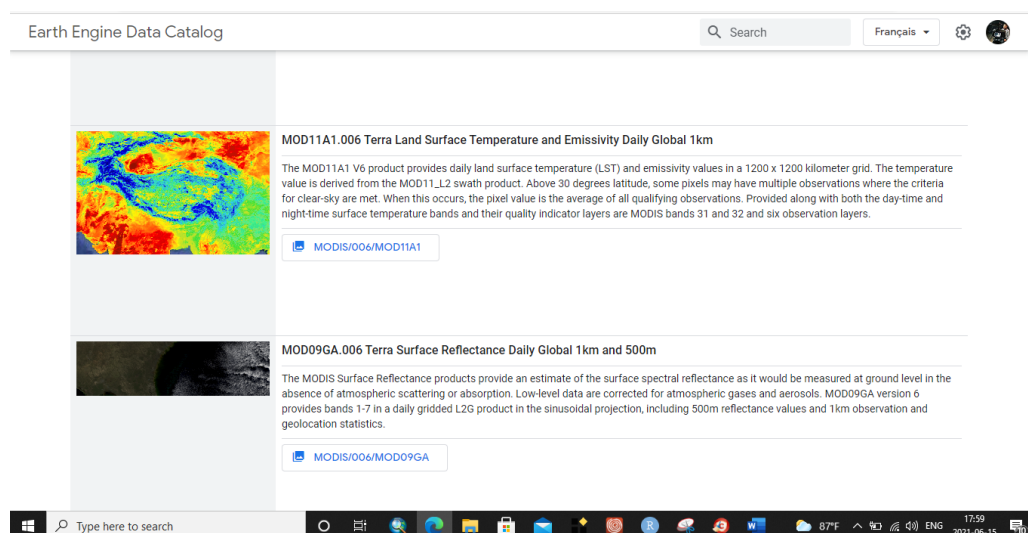 Earth Engine Data Catalog
Search
Français
MOD11A1.006 Terra Land Surface Temperature and Emissivity Daily Global 1km
The MOD11A1 V6 product provides daily land surface temperature (LST) and emissivity values in a 1200 x 1200 kilometer grid. The temperature
value is derived from the MOD11_L2 swath product. Above 30 degrees latitude, some pixels may have multiple observations where the criteria
for clear-sky are met. When this occurs, the pixel value is the average of all qualifying observations. Provided along with both the day-time and
night-time surface temperature bands and their quality indicator layers are MODIS bands 31 and 32 and six observation layers.
MODIS/006/MOD11A1
MOD09GA.006 Terra Surface Reflectance Daily Global 1km and 500m
The MODIS Surface Reflectance products provide an estimate of the surface spectral reflectance as it would be measured at ground level in the
absence of atmospheric scattering or absorption. Low-level data are corrected for atmospheric gases and aerosols. MOD09GA version 6
provides bands 1-7 in a daily gridded L2G product in the sinusoidal projection, including 500m reflectance values and 1km observation and
geolocation statistics.
MODIS/006/MOD09GA
Type here to search
R
W
87°F
ENG
17:59
2021-06-15